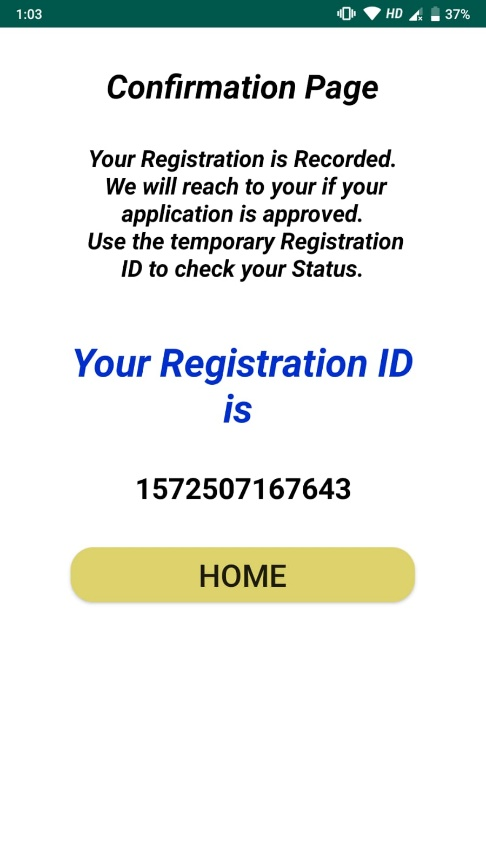 1:03 HD 37%
Confirmation Page
Your Registration is Recorded.
We will reach to your if your
application is approved.
Use the temporary Registration
ID to check your Status.
Your Registration ID
is
1572507167643
HOME